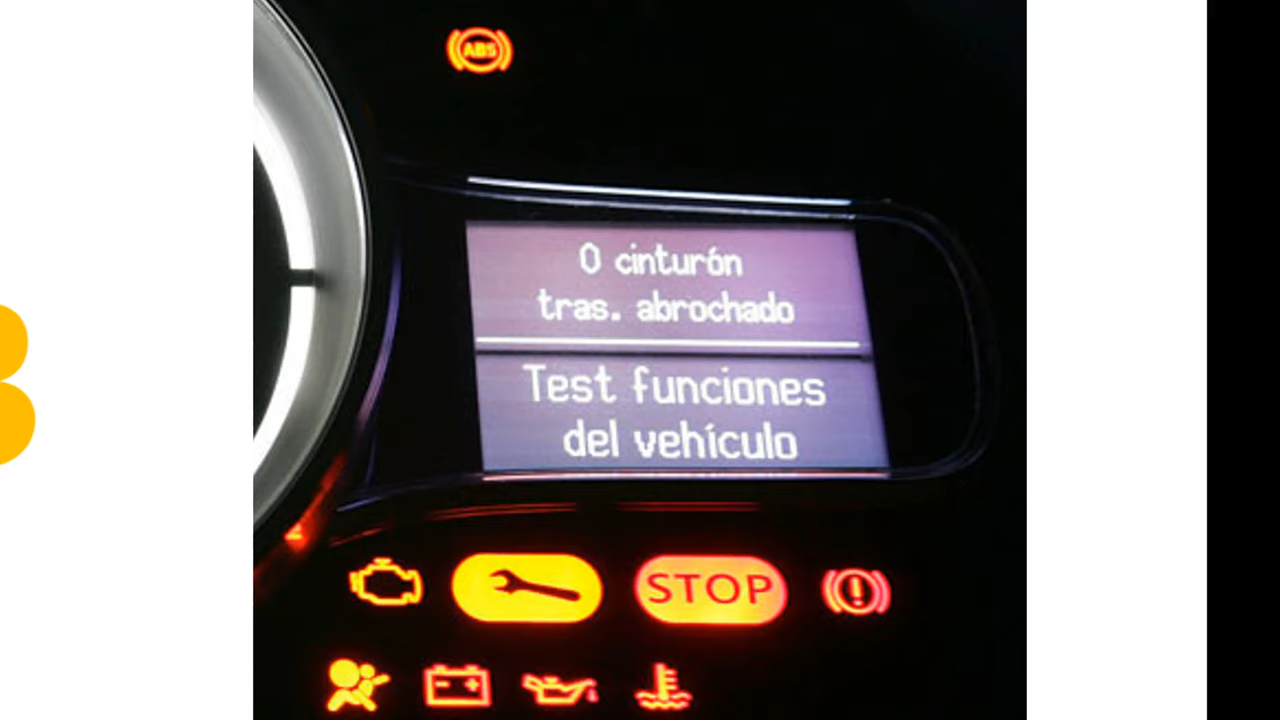 ABS
0 cinturón
tras. abrochado
Test funciones
del vehículo
STOP